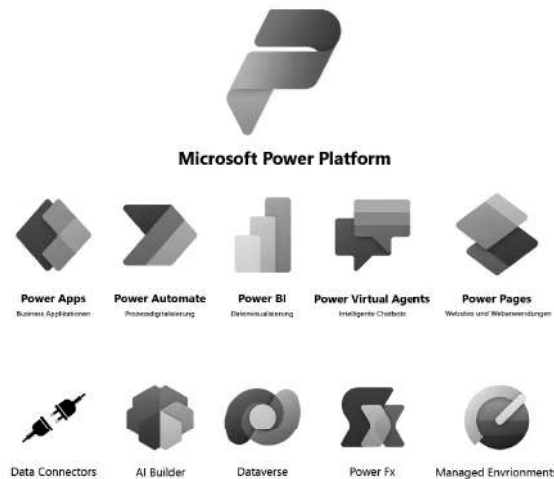 Microsoft Power Platform
Power Apps Power Automate Power BI Power Virtual Agents Power Pages
Business Applicationen Prozessdigitalisierung Datenvisualisierung Intelligente Chatbots Websites und Webanwendungen
Data Connectors AI Builder Dataverse Power Fx Managed Envrionments